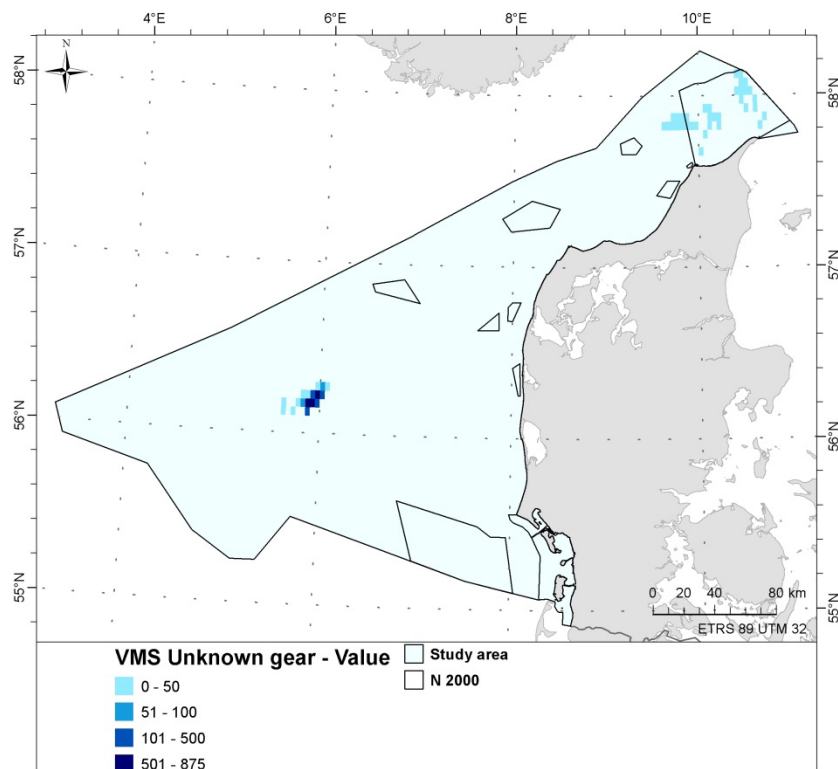 4°E 6°E 8°E 10°E
N
58°N 58°N
57°N 57°N
56°N 56°N
55°N 55°N
0 20 40 80 km
ETRS 89 UTM 32
VMS Unknown gear - Value
0 - 50
51 - 100
101 - 500
501 - 875
Study area
N 2000